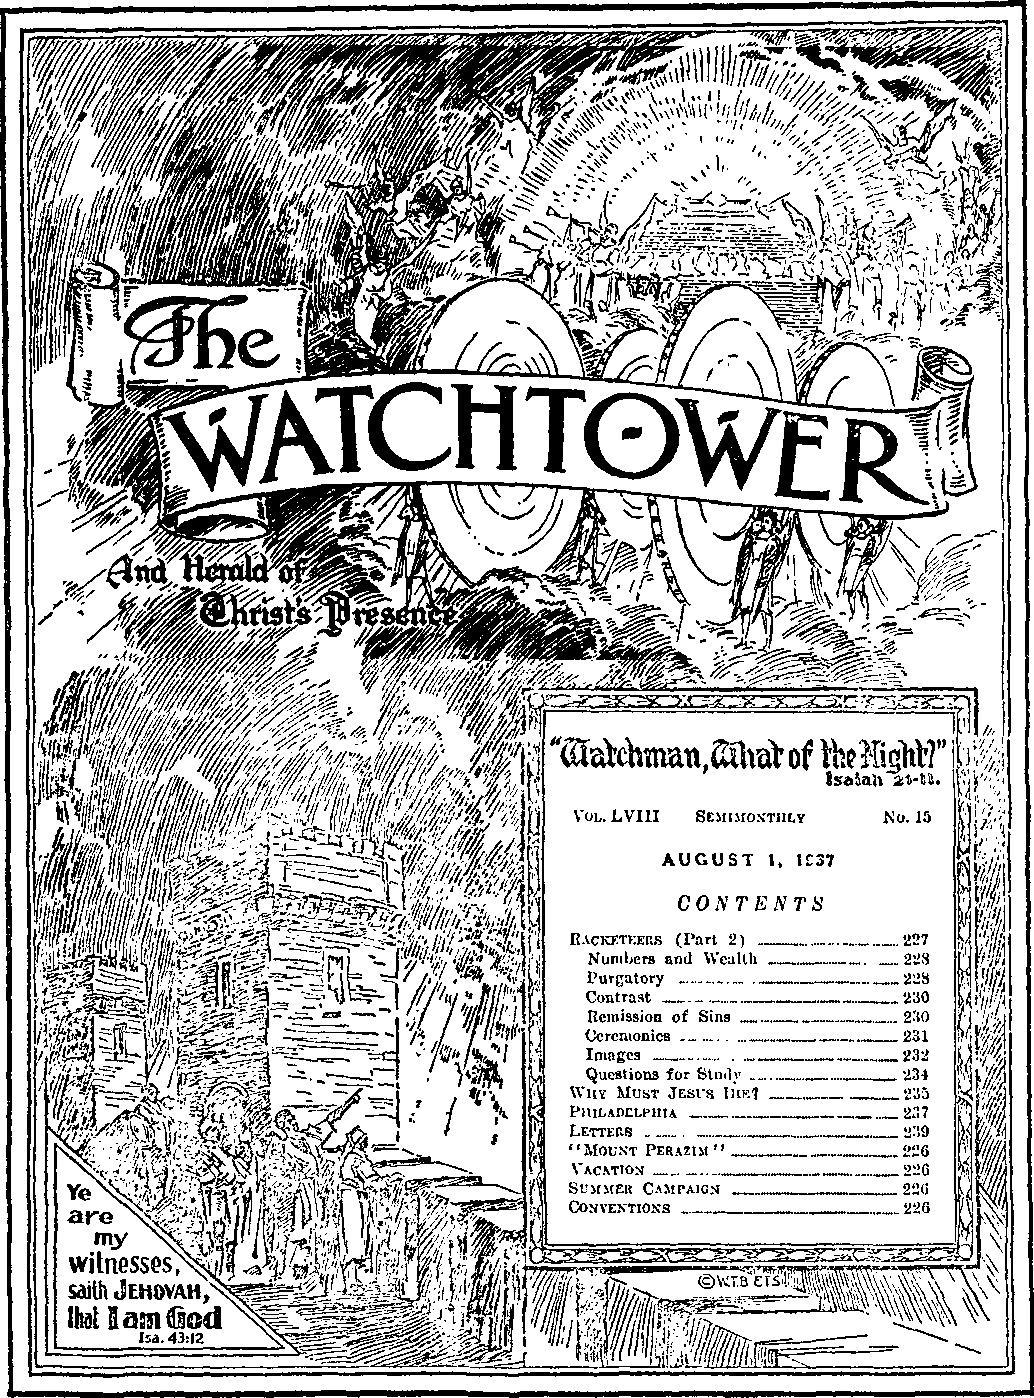 The
WATCHTOWER
And Herald of
Christ's Presence
"Watchman, What of the Night?"
Isaiah
VOL. LVIII SEMIMONTHLY No. 15
AUGUST 1, 1937
CONTENTS
RACKETEERS (Part 2) 227
Numbers and Wealth 228
Purgatory 228
Contrast 230
Remission of Sins 230
Ceremonies 231
Images 232
Questions for Study 234
WHY MUST JESUS DIE? 235
PHILADELPHIA 237
LETTERS 239
"MOUNT PERAZIM" 226
VACATION 226
SUMMER CAMPAIGN 226
CONVENTIONS 226
Ye
are
my
witnesses,
saith JEHOVAH,
that I am God
Isa. 43:12
©W.T.B.&T.S.